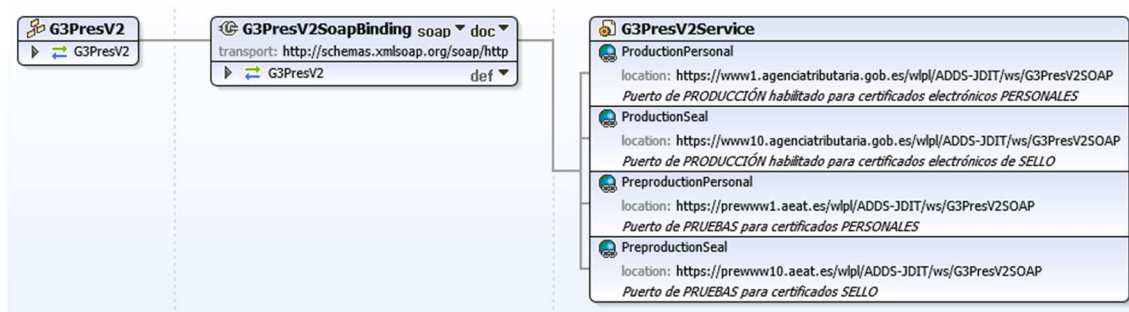 G3PresV2
G3PresV2
G3PresV2SoapBinding soap doc
transport: http://schemas.xmlsoap.org/soap/http
G3PresV2 def
G3PresV2Service
ProductionPersonal
location: https://www1.agenciatributaria.gob.es/wlpl/ADDS-JDIT/ws/G3PresV2SOAP
Puerto de PRODUCCIÓN habilitado para certificados electrónicos PERSONALES
ProductionSeal
location: https://www10.agenciatributaria.gob.es/wlpl/ADDS-JDIT/ws/G3PresV2SOAP
Puerto de PRODUCCIÓN habilitado para certificados electrónicos de SELLO
PreproductionPersonal
location: https://prewww1.aeat.es/wlpl/ADDS-JDIT/ws/G3PresV2SOAP
Puerto de PRUEBAS para certificados PERSONALES
PreproductionSeal
location: https://prewww10.aeat.es/wlpl/ADDS-JDIT/ws/G3PresV2SOAP
Puerto de PRUEBAS para certificados SELLO